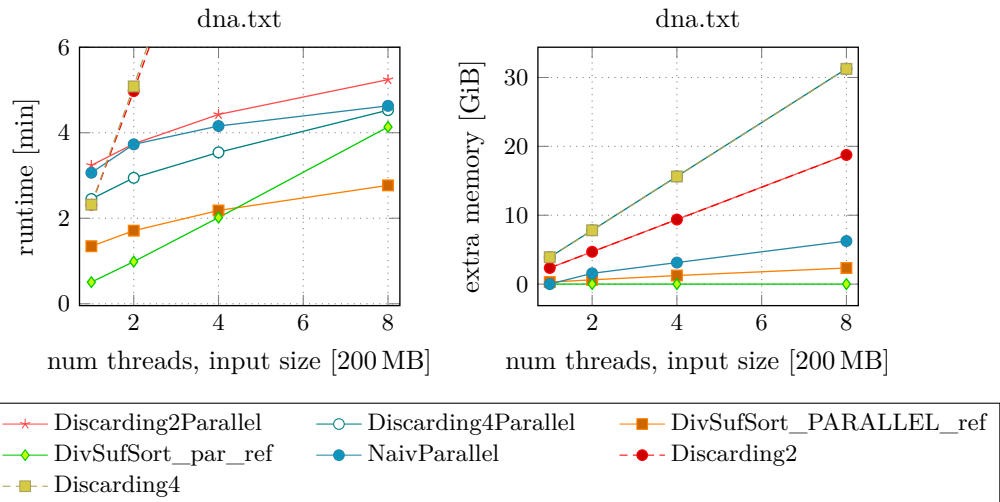 dna.txt
6
4
2
0
runtime [min]
2 4 6 8
num threads, input size [200 MB]
dna.txt
30
20
10
0
extra memory [GiB]
2 4 6 8
num threads, input size [200 MB]
Discarding2Parallel Discarding4Parallel DivSufSort_PARALLEL_ref
DivSufSort_par_ref NaivParallel Discarding2
Discarding4